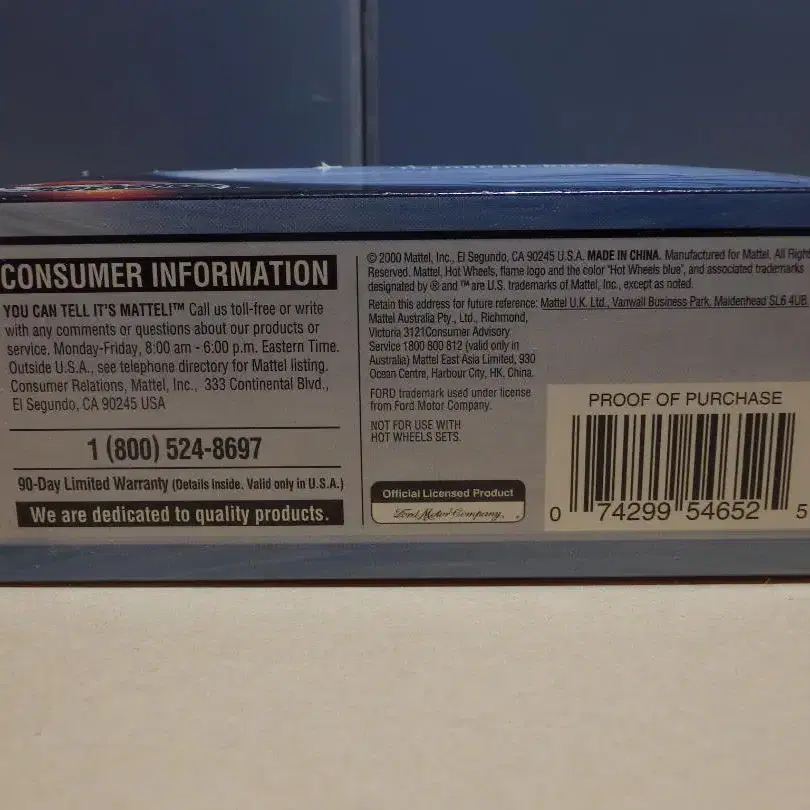 CONSUMER INFORMATION
YOU CAN TELL IT'S MATTEL!™ Call us toll-free or write
with any comments or questions about our products or
service. Monday-Friday, 8:00 am - 6:00 p.m. Eastern Time.
Outside U.S.A., see telephone directory for Mattel listing.
Consumer Relations, Mattel, Inc., 333 Continental Blvd.,
El Segundo, CA 90245 USA
1 (800) 524-8697
90-Day Limited Warranty (Details Inside. Valid only in U.S.A.)
We are dedicated to quality products.
© 2000 Mattel, Inc., El Segundo, CA 90245 U.S.A. MADE IN CHINA. Manufactured for Mattel. All Rights
Reserved. Mattel, Hot Wheels, flame logo and the color "Hot Wheels blue", and associated trademarks
designated by ® and ™ are U.S. trademarks of Mattel, Inc., except as noted.
Retain this address for future reference: Mattel U.K. Ltd., Vanwall Business Park, Maidenhead SL6 4UB.
Mattel Australia Pty., Ltd., Richmond,
Victoria 3121Consumer Advisory
Service 1800 800 812 (valid only in
Australia) Mattel East Asia Limited, 930
Ocean Centre, Harbour City, HK, China.
FORD trademark used under license
from Ford Motor Company.
NOT FOR USE WITH
HOT WHEELS SETS.
Official Licensed Product
Ford Motor Company.
PROOF OF PURCHASE
0 74299 54652 5